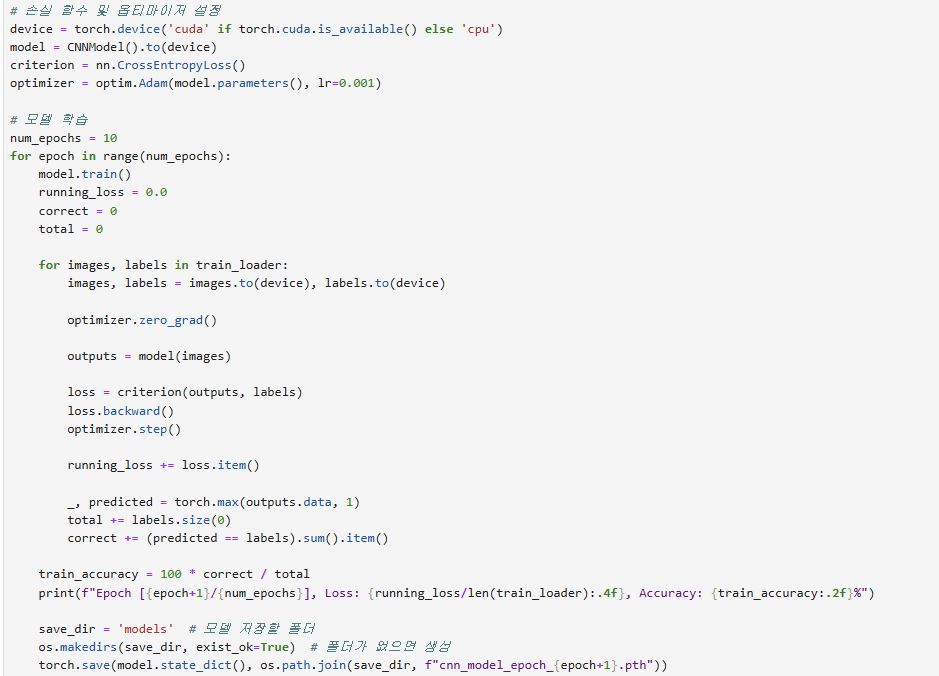 # 손실 함수 및 옵티마이저 설정
device = torch.device('cuda' if torch.cuda.is_available() else 'cpu')
model = CNNModel().to(device)
criterion = nn.CrossEntropyLoss()
optimizer = optim.Adam(model.parameters(), lr=0.001)

# 모델 학습
num_epochs = 10
for epoch in range(num_epochs):
    model.train()
    running_loss = 0.0
    correct = 0
    total = 0

    for images, labels in train_loader:
        images, labels = images.to(device), labels.to(device)

        optimizer.zero_grad()

        outputs = model(images)

        loss = criterion(outputs, labels)
        loss.backward()
        optimizer.step()

        running_loss += loss.item()

        _, predicted = torch.max(outputs.data, 1)
        total += labels.size(0)
        correct += (predicted == labels).sum().item()

    train_accuracy = 100 * correct / total
    print(f"Epoch [{epoch+1}/{num_epochs}], Loss: {running_loss/len(train_loader):.4f}, Accuracy: {train_accuracy:.2f}%")

    save_dir = 'models'  # 모델 저장할 폴더
    os.makedirs(save_dir, exist_ok=True)  # 폴더가 없으면 생성
    torch.save(model.state_dict(), os.path.join(save_dir, f"cnn_model_epoch_{epoch+1}.pth"))